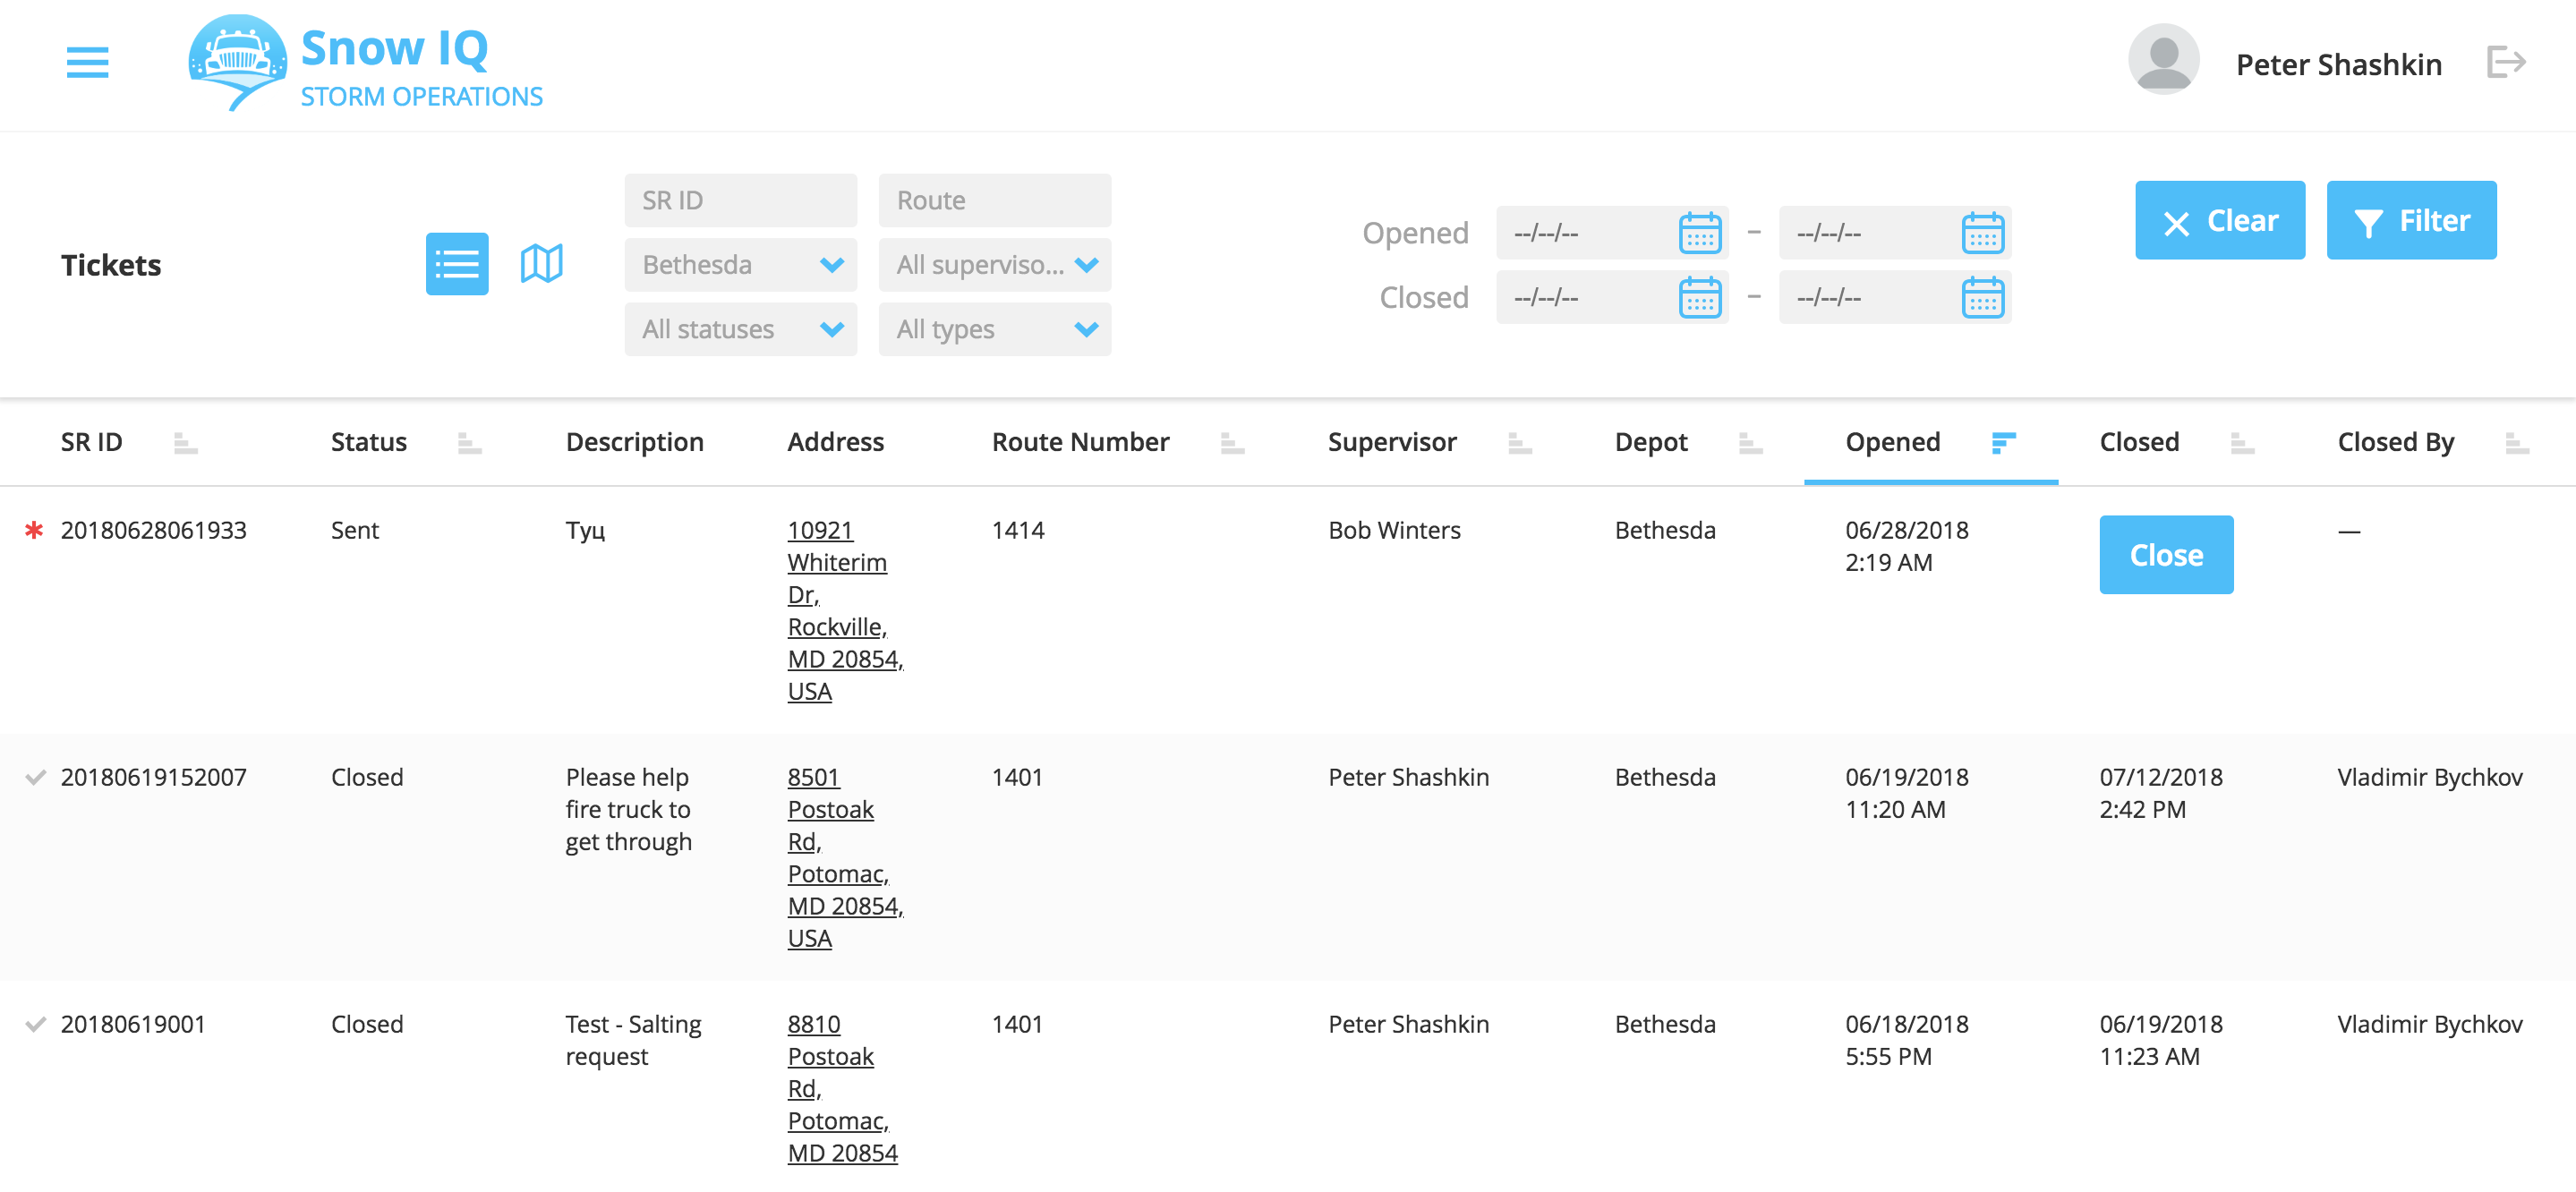 Snow IQ
STORM OPERATIONS
Peter Shashkin
Tickets
SR ID
Route
Bethesda
All superviso...
All statuses
All types
Opened --/--/-- – --/--/--
Closed --/--/-- – --/--/--
Clear
Filter
SR ID Status Description Address Route Number Supervisor Depot Opened Closed Closed By
20180628061933
Sent
Туц
10921
Whiterim
Dr,
Rockville,
MD 20854,
USA
1414
Bob Winters
Bethesda
06/28/2018
2:19 AM
Close
—
20180619152007
Closed
Please help
fire truck to
get through
8501
Postoak
Rd,
Potomac,
MD 20854,
USA
1401
Peter Shashkin
Bethesda
06/19/2018
11:20 AM
07/12/2018
2:42 PM
Vladimir Bychkov
20180619001
Closed
Test - Salting
request
8810
Postoak
Rd,
Potomac,
MD 20854
1401
Peter Shashkin
Bethesda
06/18/2018
5:55 PM
06/19/2018
11:23 AM
Vladimir Bychkov